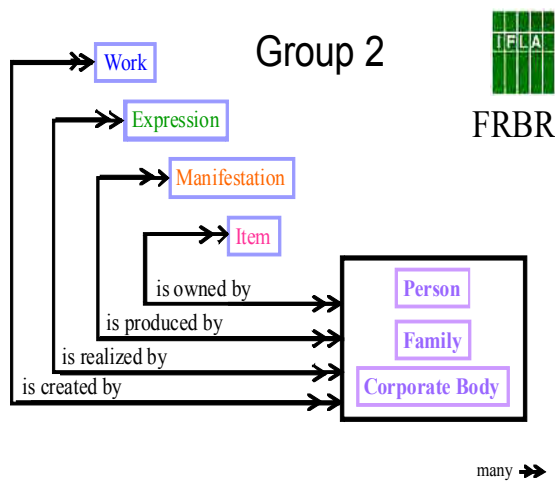 Group 2
IFLA
FRBR
Work
Expression
Manifestation
Item
is owned by
is produced by
is realized by
is created by
Person
Family
Corporate Body
many